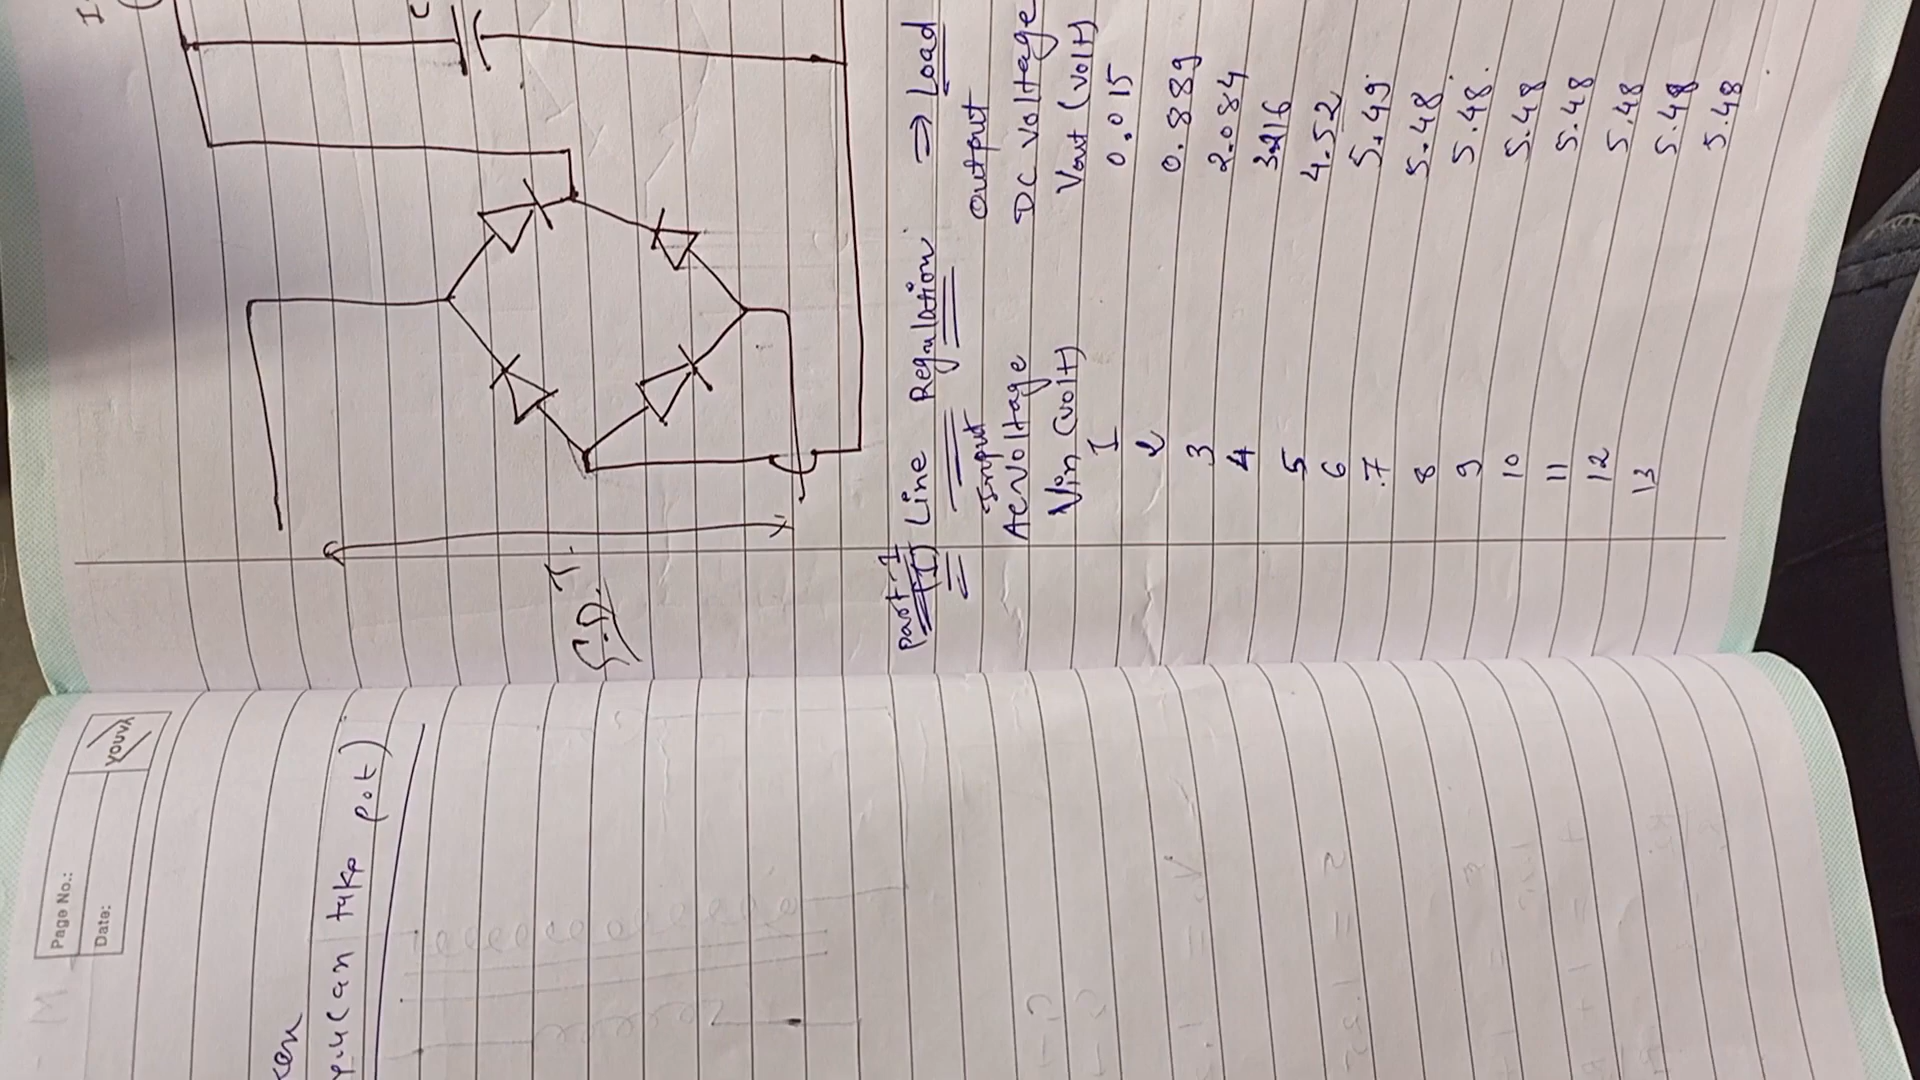 Page No.:
Date:
YOUVA
can take pot)
C
S.D.T.
Part-1
(I) Line Regulation ⇒ Load
Input Output
AC Voltage DC Voltage
Vin (volt) Vout (volt)
1 0.015
2 0.889
3 2.084
4 3.216
5 4.52
6 5.49
7 5.48
8 5.48
9 5.48
10 5.48
11 5.48
12 5.48
13 5.48